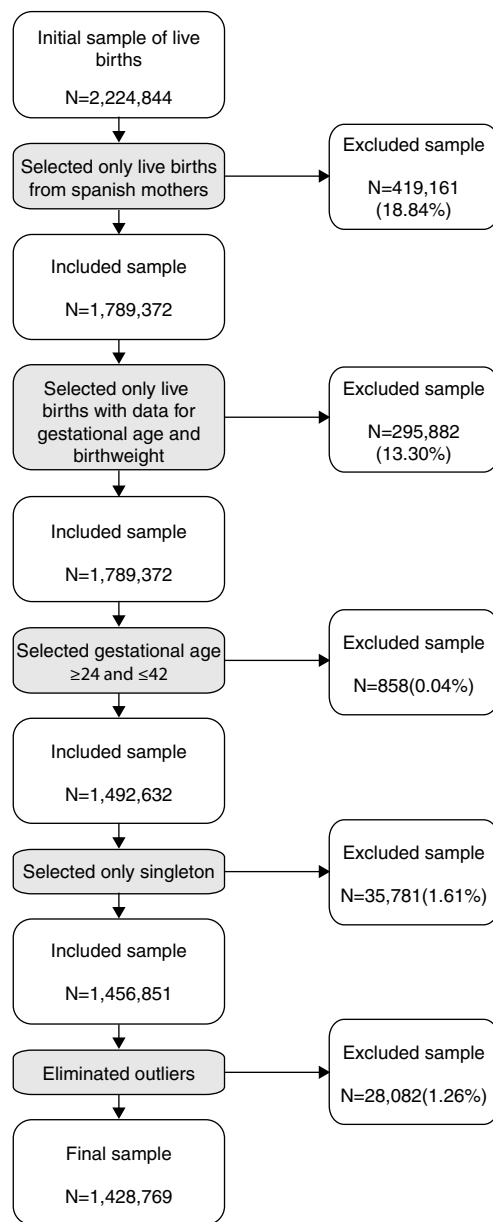 Initial sample of live
births
N=2,224,844
Selected only live births
from spanish mothers
Excluded sample
N=419,161
(18.84%)
Included sample
N=1,789,372
Selected only live
births with data for
gestational age and
birthweight
Excluded sample
N=295,882
(13.30%)
Included sample
N=1,789,372
Selected gestational age
≥24 and ≤42
Excluded sample
N=858(0.04%)
Included sample
N=1,492,632
Selected only singleton
Excluded sample
N=35,781(1.61%)
Included sample
N=1,456,851
Eliminated outliers
Excluded sample
N=28,082(1.26%)
Final sample
N=1,428,769